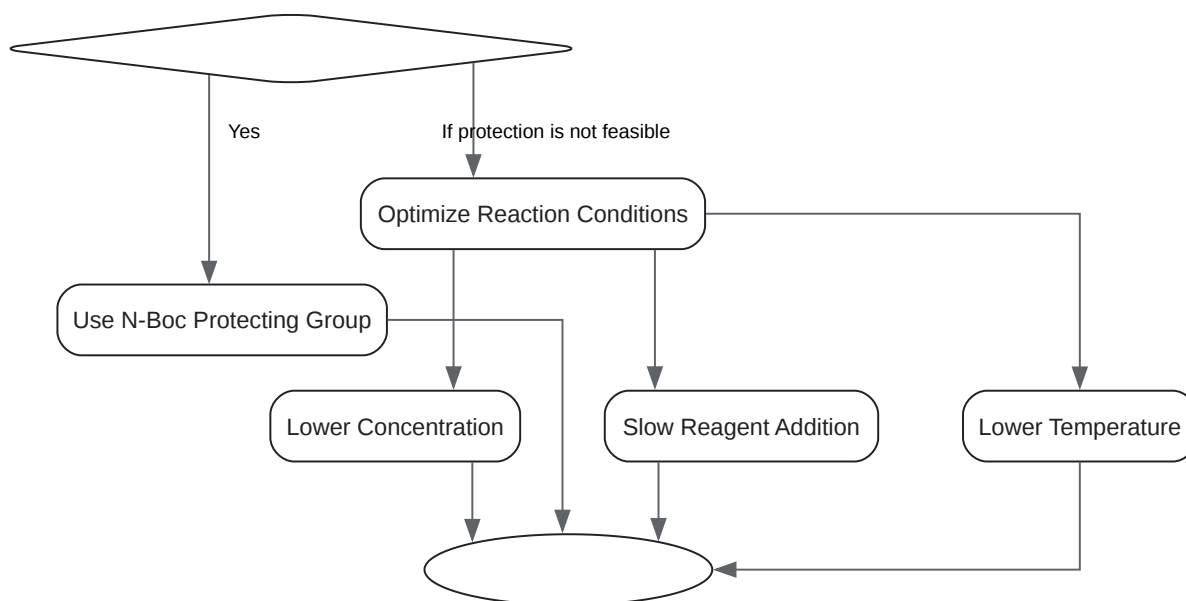 Yes
If protection is not feasible
Optimize Reaction Conditions
Use N-Boc Protecting Group
Lower Concentration
Slow Reagent Addition
Lower Temperature